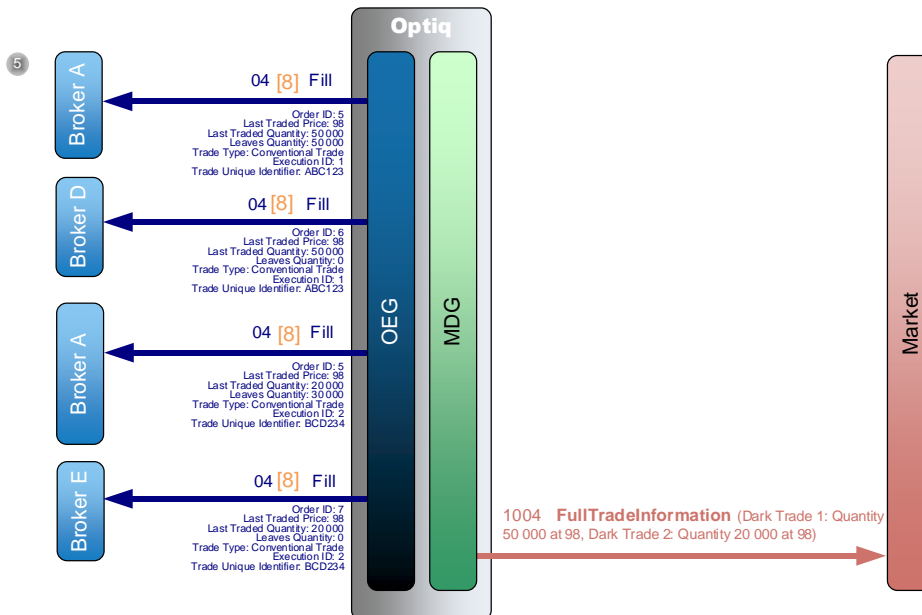 Optiq
5
Broker A
04 [8] Fill
Order ID: 5
Last Traded Price: 98
Last Traded Quantity: 50 000
Leaves Quantity: 50 000
Trade Type: Conventional Trade
Execution ID: 1
Trade Unique Identifier: ABC123
Broker D
04 [8] Fill
Order ID: 6
Last Traded Price: 98
Last Traded Quantity: 50 000
Leaves Quantity: 0
Trade Type: Conventional Trade
Execution ID: 1
Trade Unique Identifier: ABC123
Broker A
04 [8] Fill
Order ID: 5
Last Traded Price: 98
Last Traded Quantity: 20 000
Leaves Quantity: 30 000
Trade Type: Conventional Trade
Execution ID: 2
Trade Unique Identifier: BCD234
Broker E
04 [8] Fill
Order ID: 7
Last Traded Price: 98
Last Traded Quantity: 20 000
Leaves Quantity: 0
Trade Type: Conventional Trade
Execution ID: 2
Trade Unique Identifier: BCD234
OEG
MDG
1004 FullTradeInformation (Dark Trade 1: Quantity
50 000 at 98, Dark Trade 2: Quantity 20 000 at 98)
Market